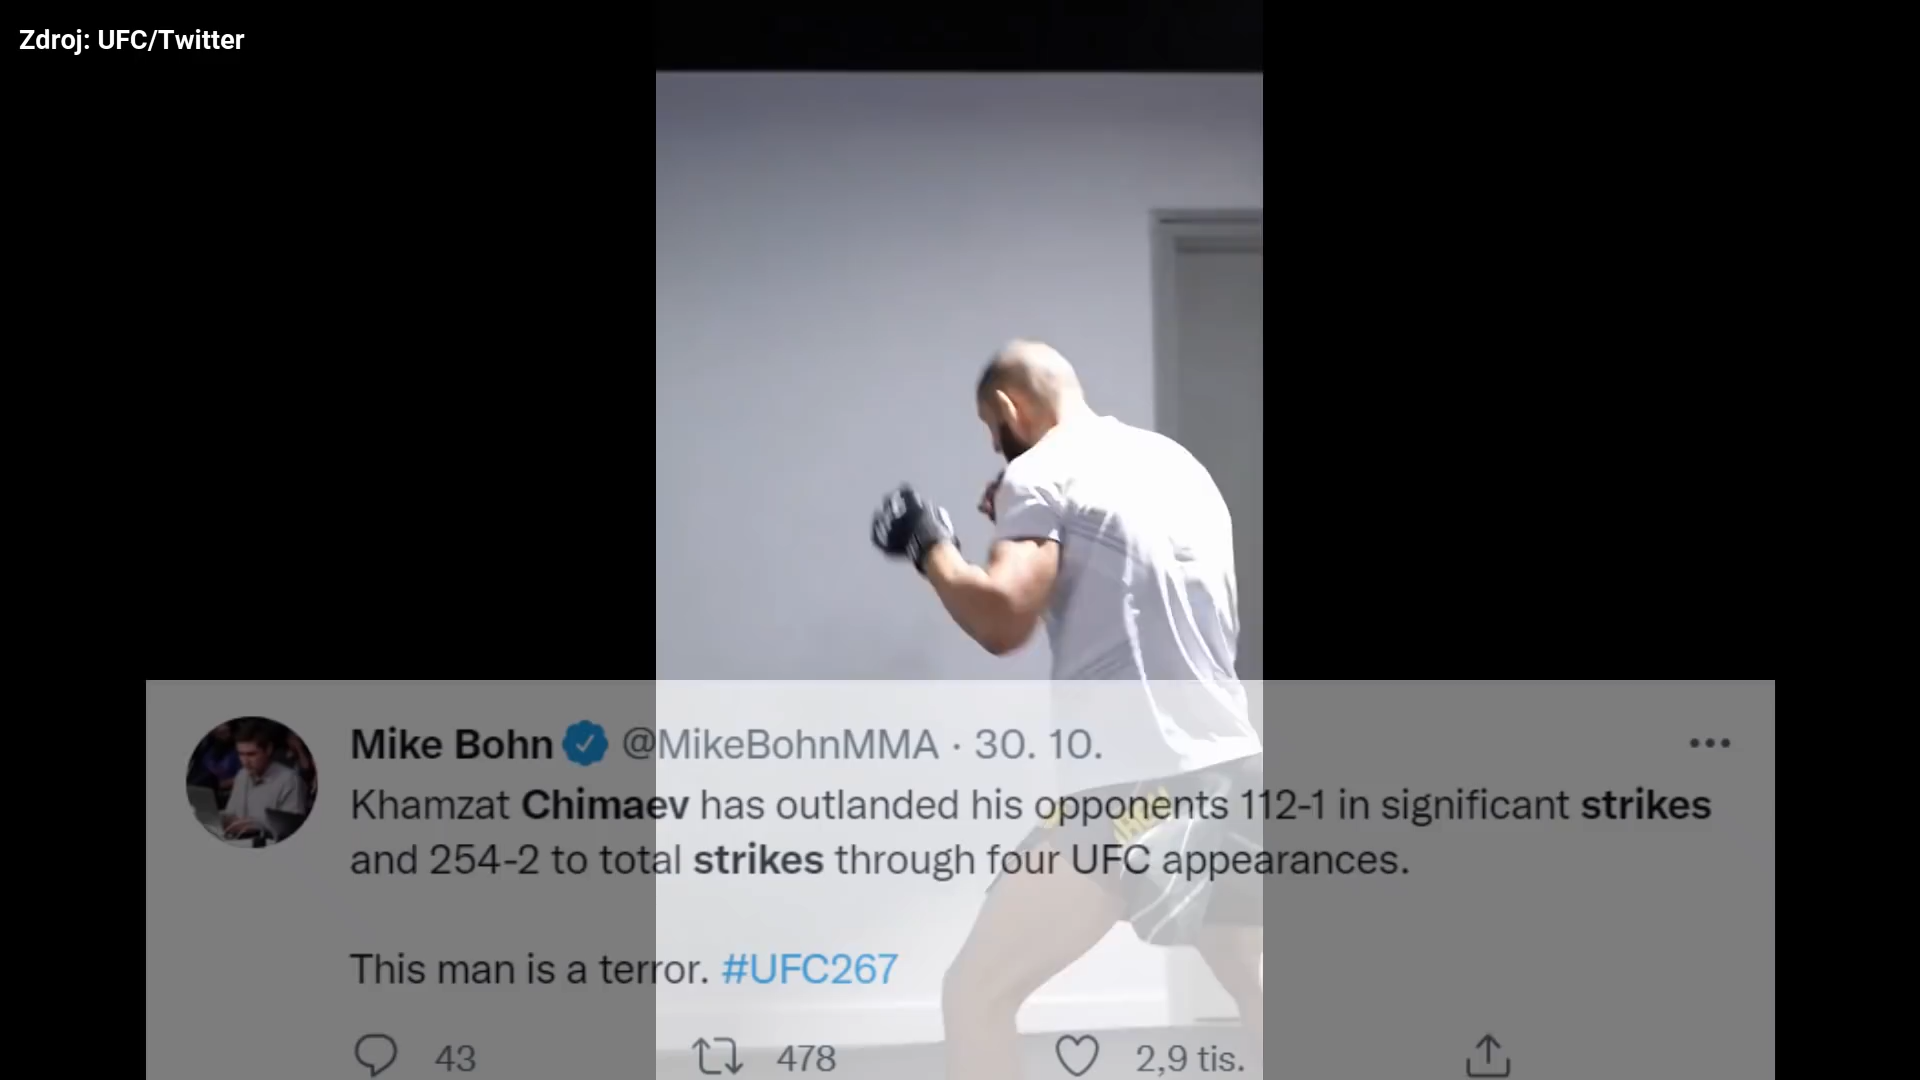 Zdroj: UFC/Twitter
Mike Bohn @MikeBohnMMA · 30. 10.
Khamzat Chimaev has outlanded his opponents 112-1 in significant strikes
and 254-2 to total strikes through four UFC appearances.
This man is a terror. #UFC267
43 478 2,9 tis.